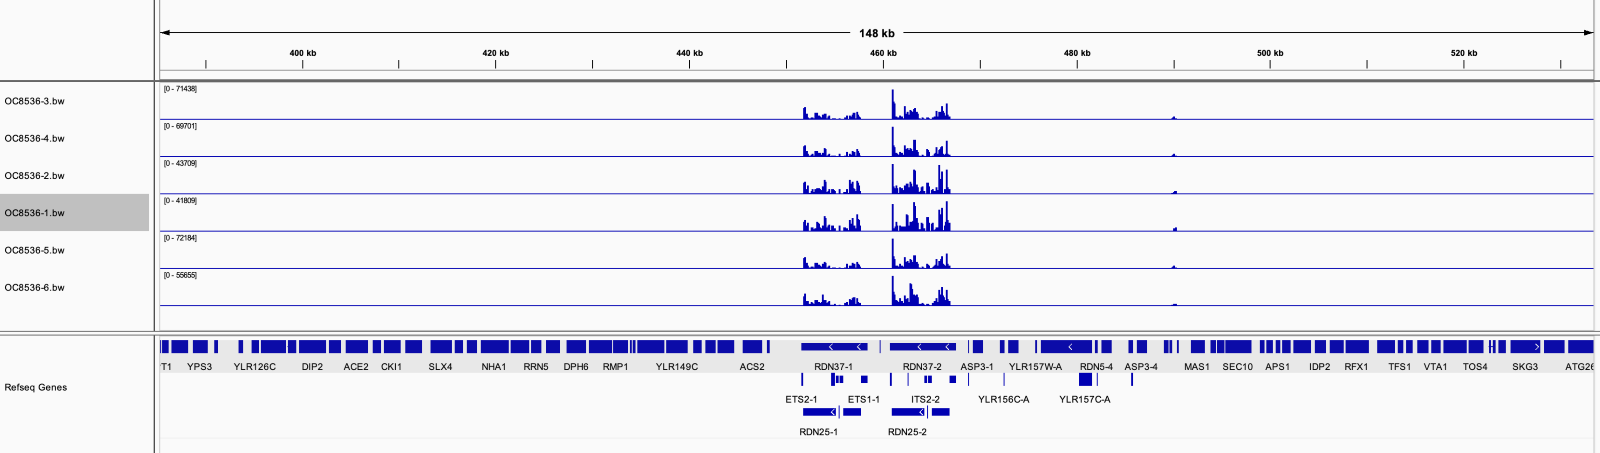 148 kb
400 kb 420 kb 440 kb 460 kb 480 kb 500 kb 520 kb
OC8536-3.bw [0 - 71438]
OC8536-4.bw [0 - 69701]
OC8536-2.bw [0 - 43709]
OC8536-1.bw [0 - 41809]
OC8536-5.bw [0 - 72184]
OC8536-6.bw [0 - 55655]
T1 YPS3 YLR126C DIP2 ACE2 CKI1 SLX4 NHA1 RRN5 DPH6 RMP1 YLR149C ACS2 RDN37-1 RDN37-2 ASP3-1 YLR157W-A RDN5-4 ASP3-4 MAS1 SEC10 APS1 IDP2 RFX1 TFS1 VTA1 TOS4 SKG3 ATG26
Refseq Genes
ETS2-1 ETS1-1 ITS2-2 YLR156C-A YLR157C-A
RDN25-1 RDN25-2